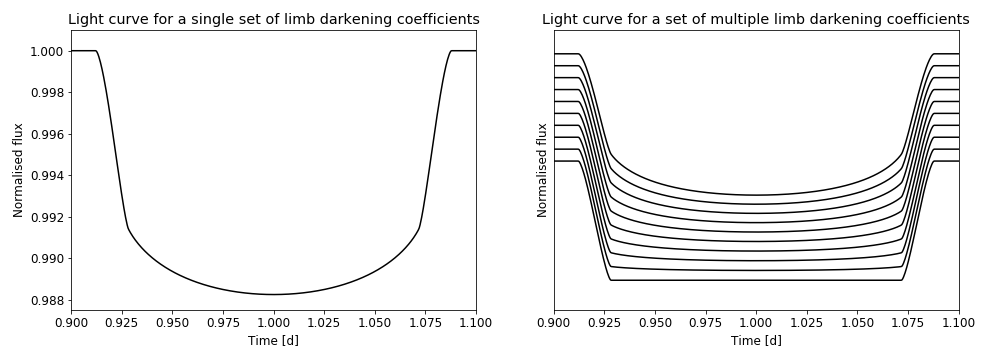 Light curve for a single set of limb darkening coefficients
Normalised flux
1.000
0.998
0.996
0.994
0.992
0.990
0.988
0.900 0.925 0.950 0.975 1.000 1.025 1.050 1.075 1.100
Time [d]
Light curve for a set of multiple limb darkening coefficients
Normalised flux
0.900 0.925 0.950 0.975 1.000 1.025 1.050 1.075 1.100
Time [d]